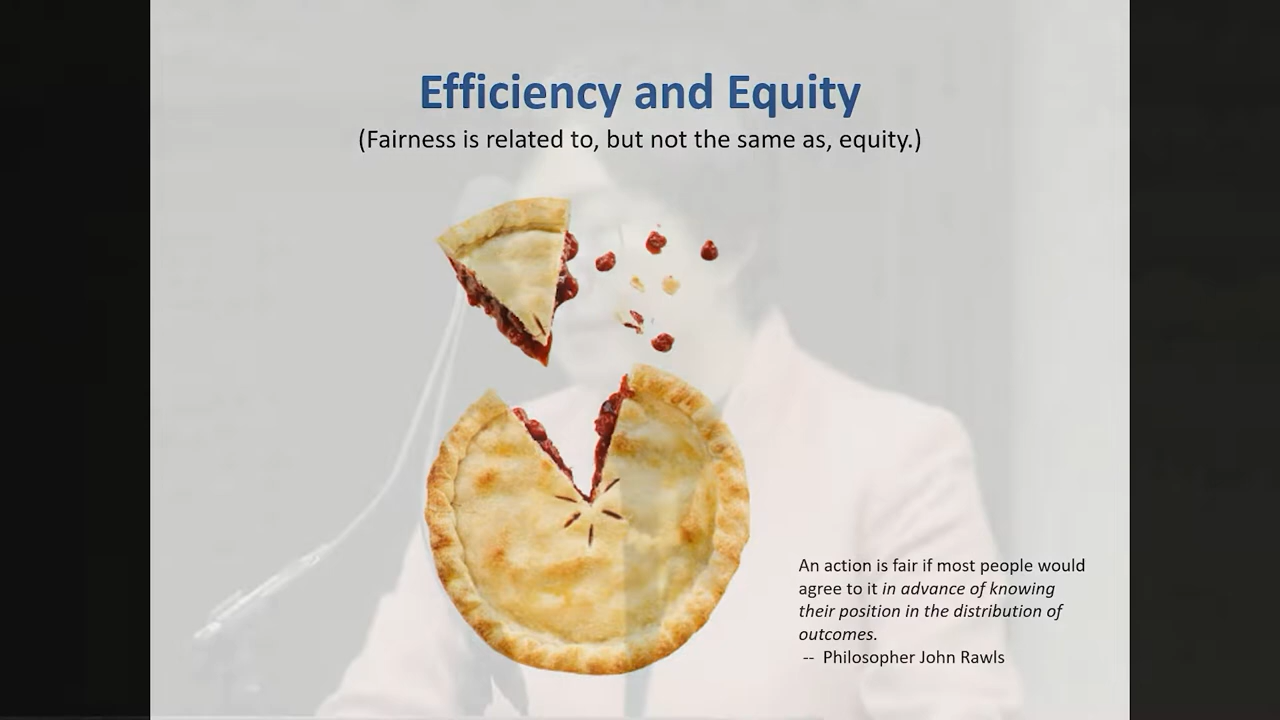 Efficiency and Equity
(Fairness is related to, but not the same as, equity.)
An action is fair if most people would
agree to it in advance of knowing
their position in the distribution of
outcomes.
-- Philosopher John Rawls